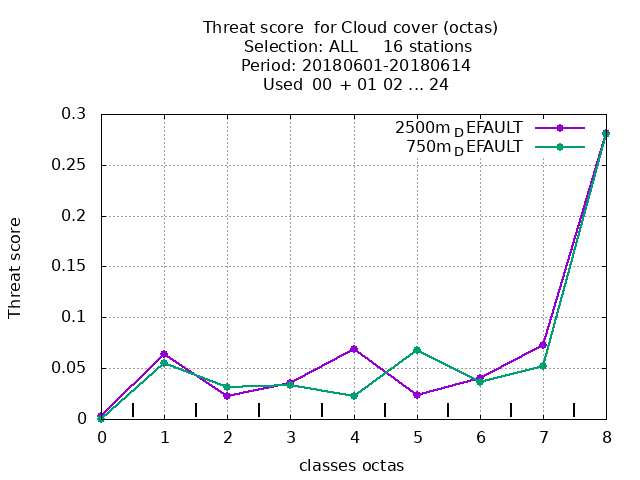 Threat score  for Cloud cover (octas)
Selection: ALL     16 stations
Period: 20180601-20180614
Used  00 + 01 02 ... 24
2500m_DEFAULT
750m_DEFAULT
0.3
0.25
0.2
0.15
0.1
0.05
0
Threat score
0 1 2 3 4 5 6 7 8
classes octas